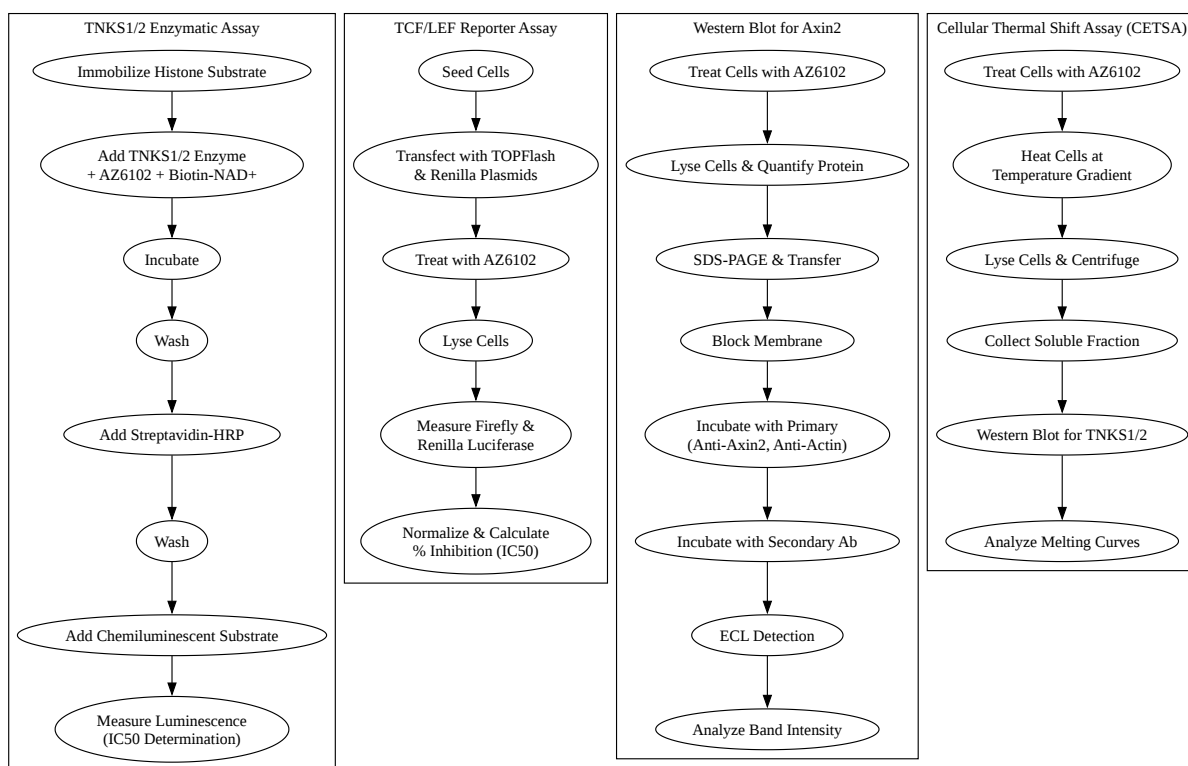 TNKS1/2 Enzymatic Assay
Immobilize Histone Substrate
Add TNKS1/2 Enzyme
+ AZ6102 + Biotin-NAD+
Incubate
Wash
Add Streptavidin-HRP
Wash
Add Chemiluminescent Substrate
Measure Luminescence
(IC50 Determination)
TCF/LEF Reporter Assay
Seed Cells
Transfect with TOPFlash
& Renilla Plasmids
Treat with AZ6102
Lyse Cells
Measure Firefly &
Renilla Luciferase
Normalize & Calculate
% Inhibition (IC50)
Western Blot for Axin2
Treat Cells with AZ6102
Lyse Cells & Quantify Protein
SDS-PAGE & Transfer
Block Membrane
Incubate with Primary
(Anti-Axin2, Anti-Actin)
Incubate with Secondary Ab
ECL Detection
Analyze Band Intensity
Cellular Thermal Shift Assay (CETSA)
Treat Cells with AZ6102
Heat Cells at
Temperature Gradient
Lyse Cells & Centrifuge
Collect Soluble Fraction
Western Blot for TNKS1/2
Analyze Melting Curves